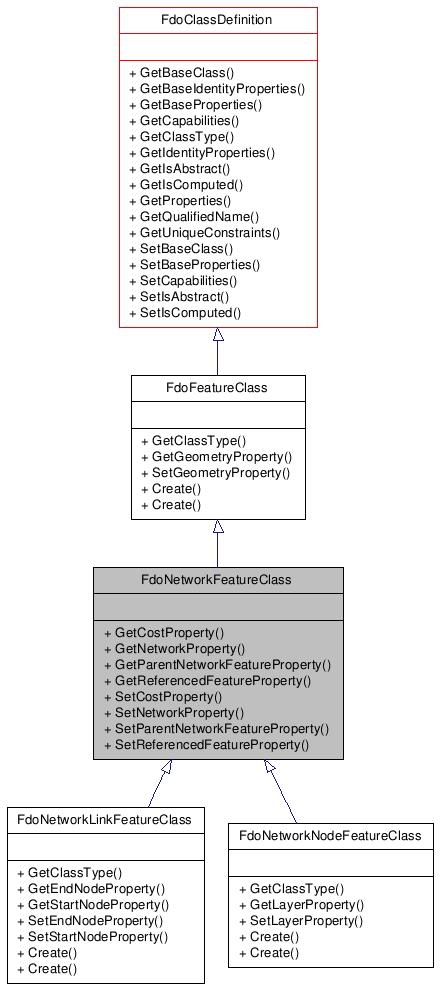 FdoClassDefinition
+ GetBaseClass()
+ GetBaseIdentityProperties()
+ GetBaseProperties()
+ GetCapabilities()
+ GetClassType()
+ GetIdentityProperties()
+ GetIsAbstract()
+ GetIsComputed()
+ GetProperties()
+ GetQualifiedName()
+ GetUniqueConstraints()
+ SetBaseClass()
+ SetBaseProperties()
+ SetCapabilities()
+ SetIsAbstract()
+ SetIsComputed()
FdoFeatureClass
+ GetClassType()
+ GetGeometryProperty()
+ SetGeometryProperty()
+ Create()
+ Create()
FdoNetworkFeatureClass
+ GetCostProperty()
+ GetNetworkProperty()
+ GetParentNetworkFeatureProperty()
+ GetReferencedFeatureProperty()
+ SetCostProperty()
+ SetNetworkProperty()
+ SetParentNetworkFeatureProperty()
+ SetReferencedFeatureProperty()
FdoNetworkLinkFeatureClass
+ GetClassType()
+ GetEndNodeProperty()
+ GetStartNodeProperty()
+ SetEndNodeProperty()
+ SetStartNodeProperty()
+ Create()
+ Create()
FdoNetworkNodeFeatureClass
+ GetClassType()
+ GetLayerProperty()
+ SetLayerProperty()
+ Create()
+ Create()